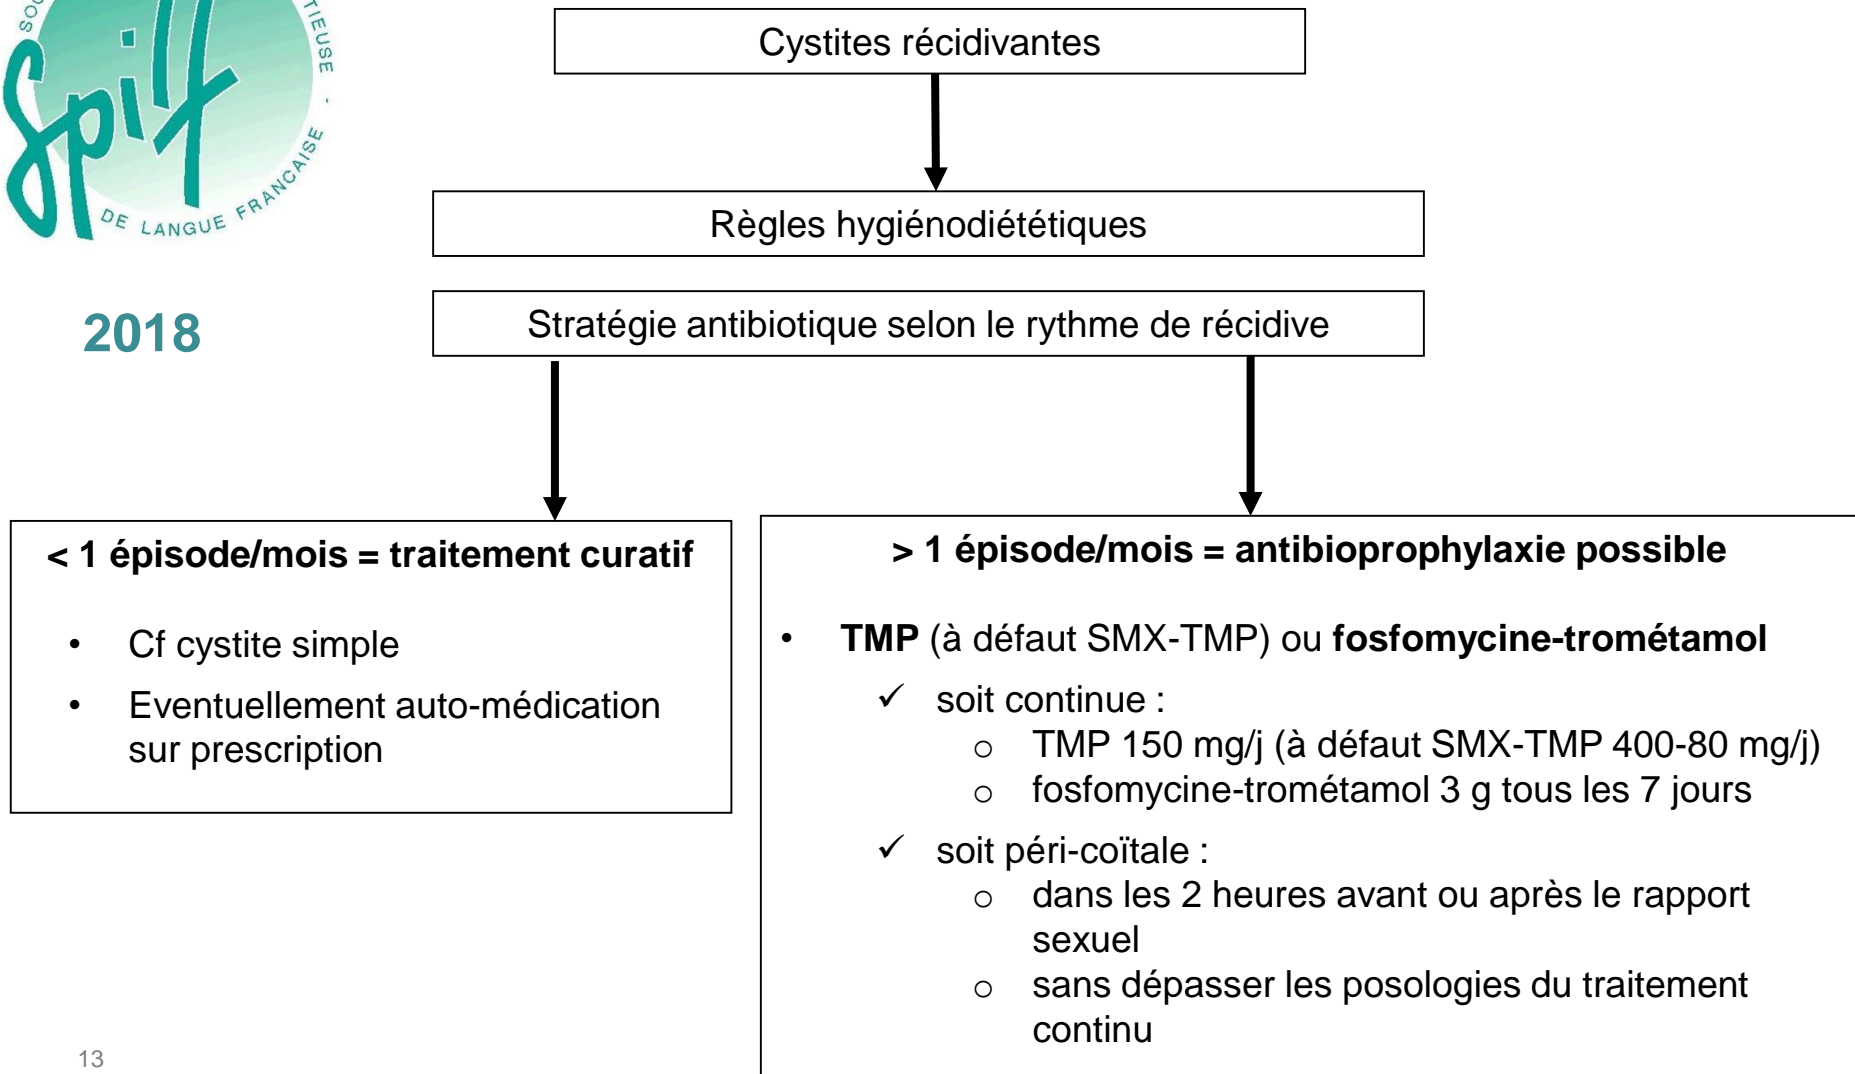 Spilf
DE LANGUE FRANCAISE -
2018
Cystites récidivantes
Règles hygiénodiététiques
Stratégie antibiotique selon le rythme de récidive
< 1 épisode/mois = traitement curatif
• Cf cystite simple
• Eventuellement auto-médication
sur prescription
> 1 épisode/mois = antibioprophylaxie possible
• TMP (à défaut SMX-TMP) ou fosfomycine-trométamol
✓ soit continue :
o TMP 150 mg/j (à défaut SMX-TMP 400-80 mg/j)
o fosfomycine-trométamol 3 g tous les 7 jours
✓ soit péri-coïtale :
o dans les 2 heures avant ou après le rapport
sexuel
o sans dépasser les posologies du traitement
continu
13